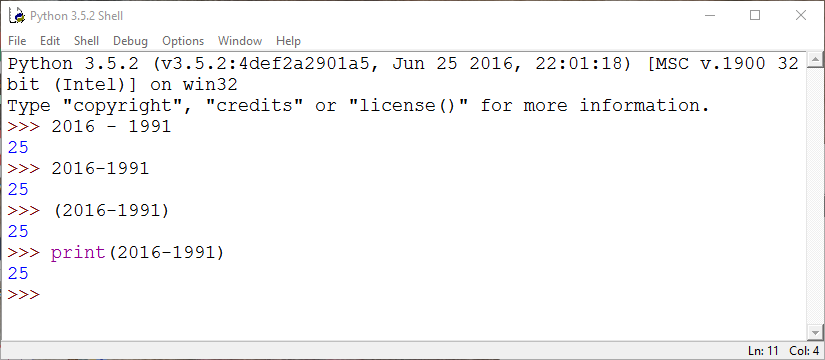 Python 3.5.2 Shell
File Edit Shell Debug Options Window Help
Python 3.5.2 (v3.5.2:4def2a2901a5, Jun 25 2016, 22:01:18) [MSC v.1900 32
bit (Intel)] on win32
Type "copyright", "credits" or "license()" for more information.
>>> 2016 - 1991
25
>>> 2016-1991
25
>>> (2016-1991)
25
>>> print(2016-1991)
25
>>>
Ln: 11 Col: 4